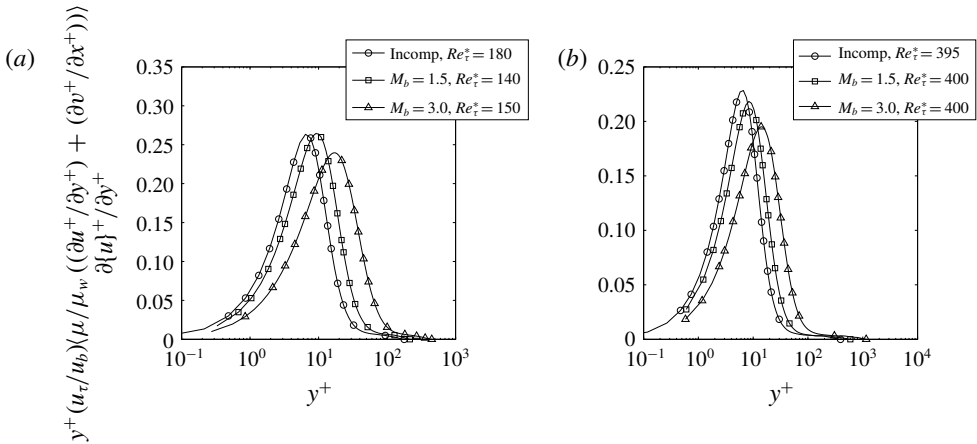 (a)
y⁺(u_τ/u_b)⟨μ/μ_w ((∂u⁺/∂y⁺) + (∂v⁺/∂x⁺))⟩
∂{u}⁺/∂y⁺
Incomp, Re*_τ = 180
M_b = 1.5, Re*_τ = 140
M_b = 3.0, Re*_τ = 150
0.35
0.30
0.25
0.20
0.15
0.10
0.05
0
10⁻¹ 10⁰ 10¹ 10² 10³
y⁺
(b)
Incomp, Re*_τ = 395
M_b = 1.5, Re*_τ = 400
M_b = 3.0, Re*_τ = 400
0.25
0.20
0.15
0.10
0.05
0
10⁻¹ 10⁰ 10¹ 10² 10³ 10⁴
y⁺